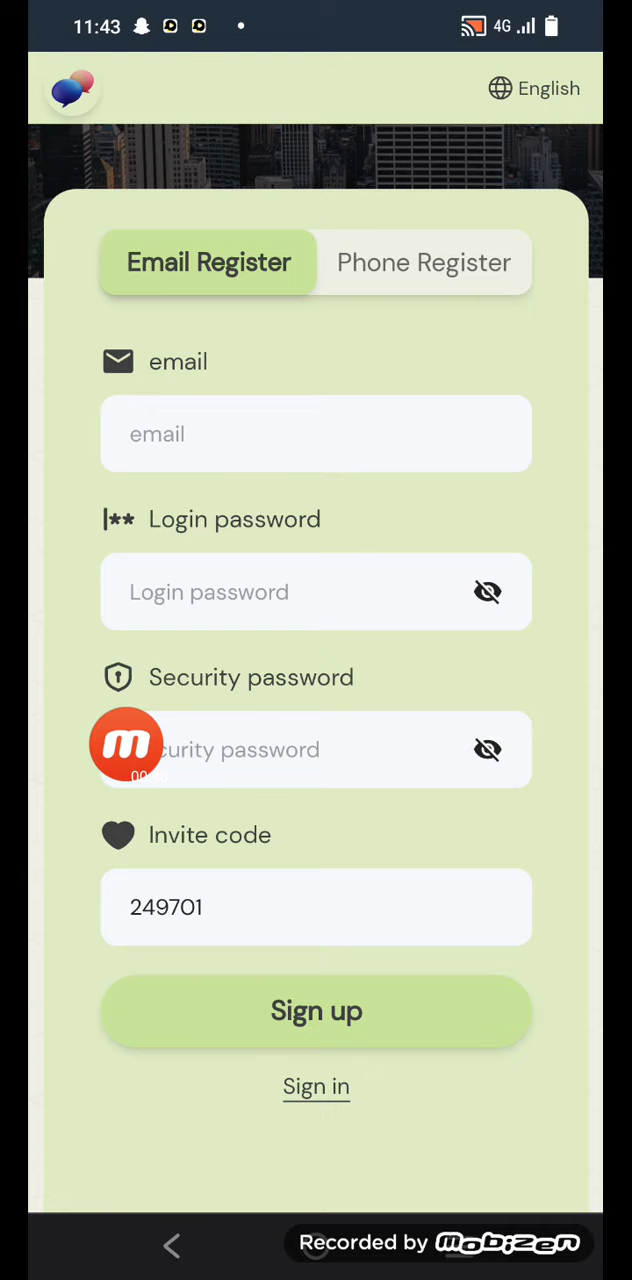 11:43
4G
English
Email Register
Phone Register
email
email
|** Login password
Login password
Security password
curity password
Invite code
249701
Sign up
Sign in
Recorded by mobizen